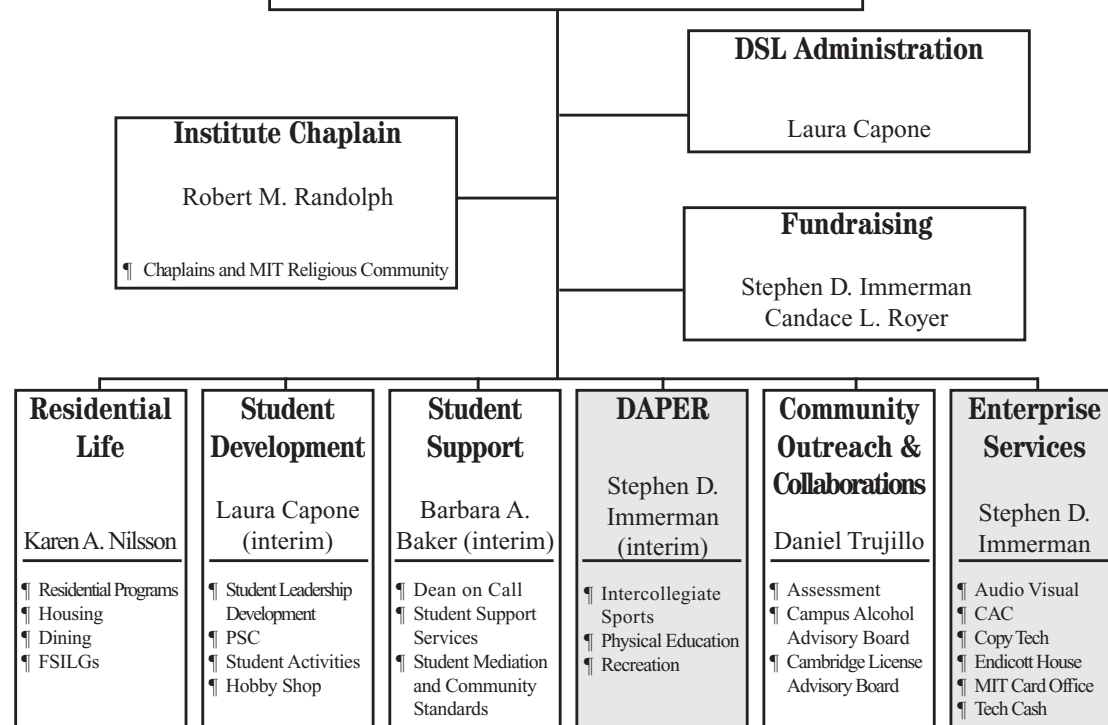 DSL Administration
Laura Capone
Institute Chaplain
Robert M. Randolph
¶ Chaplains and MIT Religious Community
Fundraising
Stephen D. Immerman
Candace L. Royer
Residential
Life
Karen A. Nilsson
¶ Residential Programs
¶ Housing
¶ Dining
¶ FSILGs
Student
Development
Laura Capone
(interim)
¶ Student Leadership
Development
¶ PSC
¶ Student Activities
¶ Hobby Shop
Student
Support
Barbara A.
Baker (interim)
¶ Dean on Call
¶ Student Support
Services
¶ Student Mediation
and Community
Standards
DAPER
Stephen D.
Immerman
(interim)
¶ Intercollegiate
Sports
¶ Physical Education
¶ Recreation
Community
Outreach &
Collaborations
Daniel Trujillo
¶ Assessment
¶ Campus Alcohol
Advisory Board
¶ Cambridge License
Advisory Board
Enterprise
Services
Stephen D.
Immerman
¶ Audio Visual
¶ CAC
¶ Copy Tech
¶ Endicott House
¶ MIT Card Office
¶ Tech Cash